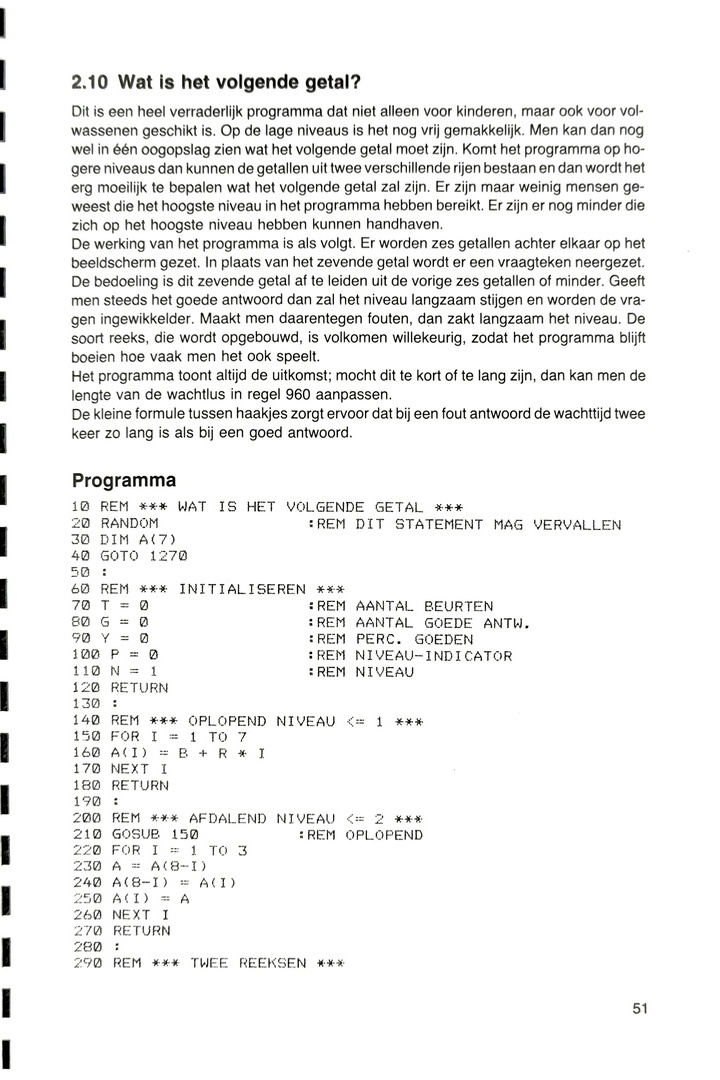 2.10 Wat is het volgende getal?
Dit is een heel verraderlijk programma dat niet alleen voor kinderen, maar ook voor vol-
wassenen geschikt is. Op de lage niveaus is het nog vrij gemakkelijk. Men kan dan nog
wel in één oogopslag zien wat het volgende getal moet zijn. Komt het programma op ho-
gere niveaus dan kunnen de getallen uit twee verschillende rijen bestaan en dan wordt het
erg moeilijk te bepalen wat het volgende getal zal zijn. Er zijn maar weinig mensen ge-
weest die het hoogste niveau in het programma hebben bereikt. Er zijn er nog minder die
zich op het hoogste niveau hebben kunnen handhaven.
De werking van het programma is als volgt. Er worden zes getallen achter elkaar op het
beeldscherm gezet. In plaats van het zevende getal wordt er een vraagteken neergezet.
De bedoeling is dit zevende getal af te leiden uit de vorige zes getallen of minder. Geeft
men steeds het goede antwoord dan zal het niveau langzaam stijgen en worden de vra-
gen ingewikkelder. Maakt men daarentegen fouten, dan zakt langzaam het niveau. De
soort reeks, die wordt opgebouwd, is volkomen willekeurig, zodat het programma blijft
boeien hoe vaak men het ook speelt.
Het programma toont altijd de uitkomst; mocht dit te kort of te lang zijn, dan kan men de
lengte van de wachtlus in regel 960 aanpassen.
De kleine formule tussen haakjes zorgt ervoor dat bij een fout antwoord de wachttijd twee
keer zo lang is als bij een goed antwoord.
Programma
10 REM *** WAT IS HET VOLGENDE GETAL ***
20 RANDOM :REM DIT STATEMENT MAG VERVALLEN
30 DIM A(7)
40 GOTO 1270
50 :
60 REM *** INITIALISEREN ***
70 T = 0 :REM AANTAL BEURTEN
80 G = 0 :REM AANTAL GOEDE ANTW.
90 Y = 0 :REM PERC. GOEDEN
100 P = 0 :REM NIVEAU-INDICATOR
110 N = 1 :REM NIVEAU
120 RETURN
130 :
140 REM *** OPLOPEND NIVEAU <= 1 ***
150 FOR I = 1 TO 7
160 A(I) = B + R * I
170 NEXT I
180 RETURN
190 :
200 REM *** AFDALEND NIVEAU <= 2 ***
210 GOSUB 150 :REM OPLOPEND
220 FOR I = 1 TO 3
230 A = A(8-I)
240 A(8-I) = A(I)
250 A(I) = A
260 NEXT I
270 RETURN
280 :
290 REM *** TWEE REEKSEN ***
51